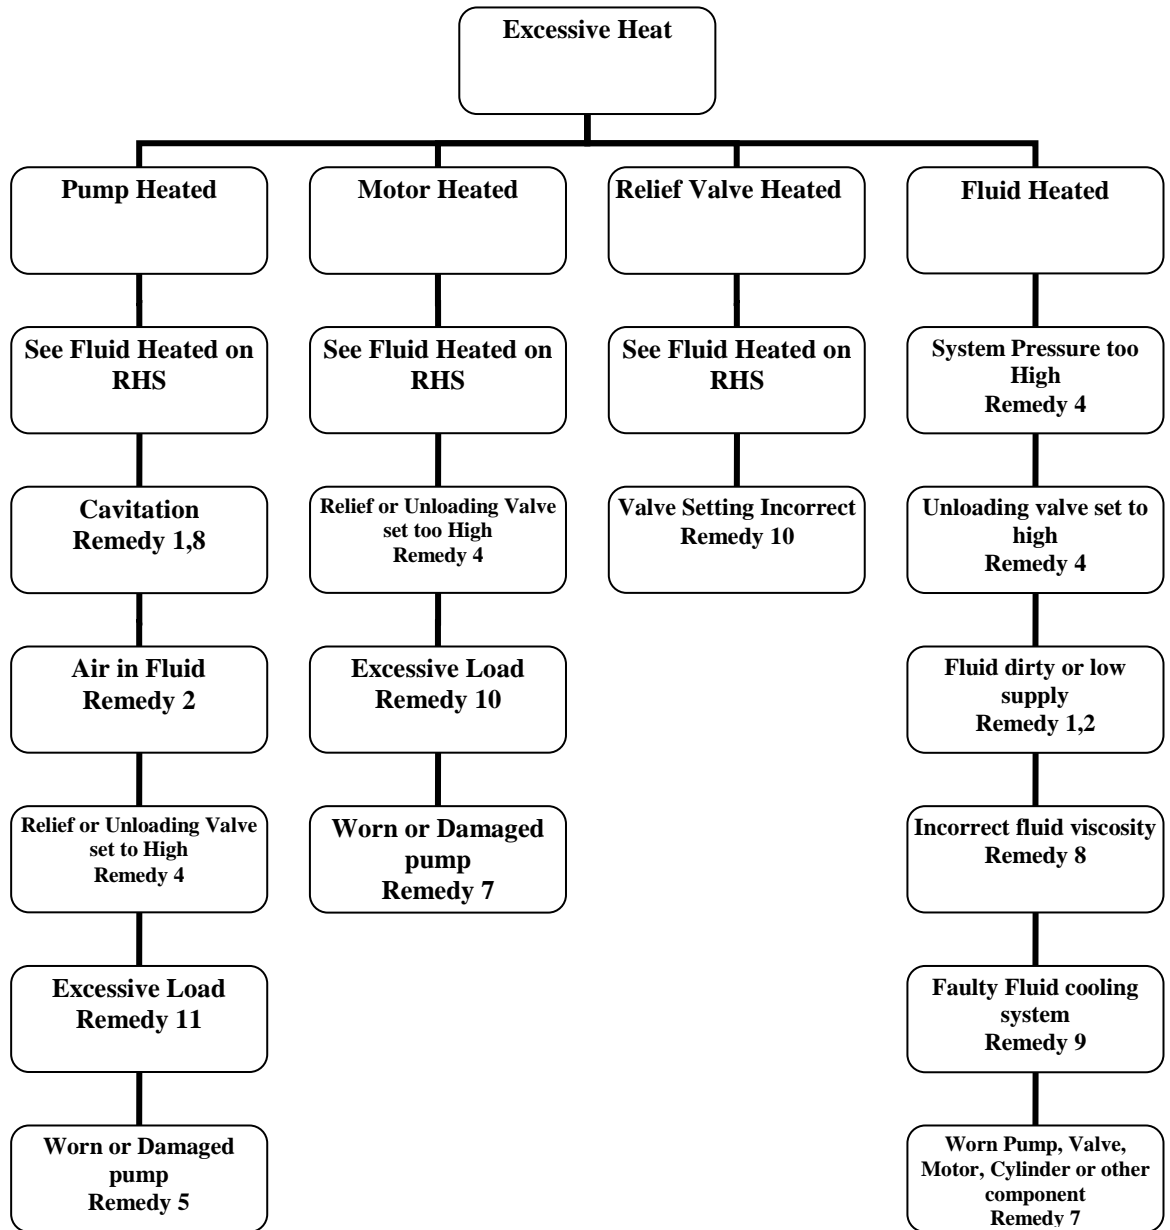 Excessive Heat
Pump Heated
Motor Heated
Relief Valve Heated
Fluid Heated
See Fluid Heated on
RHS
See Fluid Heated on
RHS
See Fluid Heated on
RHS
System Pressure too
High
Remedy 4
Cavitation
Remedy 1,8
Relief or Unloading Valve
set too High
Remedy 4
Valve Setting Incorrect
Remedy 10
Unloading valve set to
high
Remedy 4
Air in Fluid
Remedy 2
Excessive Load
Remedy 10
Fluid dirty or low
supply
Remedy 1,2
Relief or Unloading Valve
set to High
Remedy 4
Worn or Damaged
pump
Remedy 7
Incorrect fluid viscosity
Remedy 8
Excessive Load
Remedy 11
Faulty Fluid cooling
system
Remedy 9
Worn or Damaged
pump
Remedy 5
Worn Pump, Valve,
Motor, Cylinder or other
component
Remedy 7